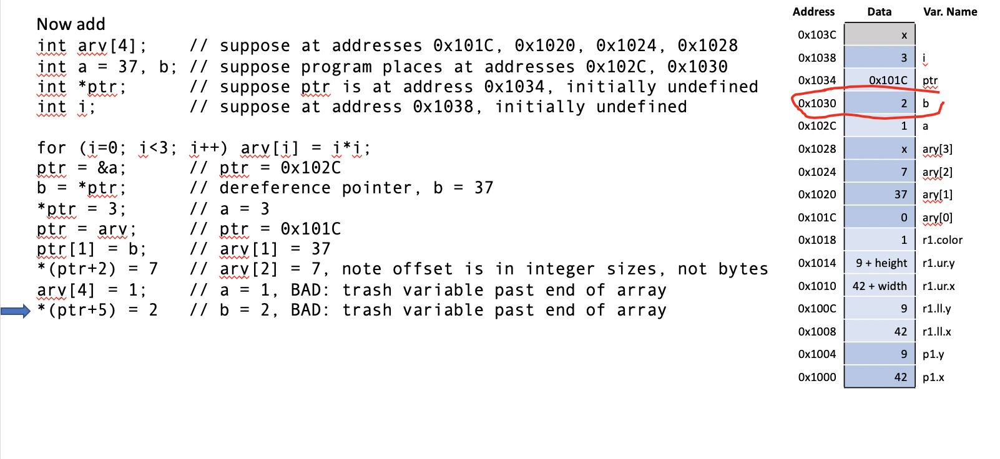 Now add
int arv[4];    // suppose at addresses 0x101C, 0x1020, 0x1024, 0x1028
int a = 37, b; // suppose program places at addresses 0x102C, 0x1030
int *ptr;      // suppose ptr is at address 0x1034, initially undefined
int i;         // suppose at address 0x1038, initially undefined
for (i=0; i<3; i++) arv[i] = i*i;
ptr = &a;      // ptr = 0x102C
b = *ptr;      // dereference pointer, b = 37
*ptr = 3;      // a = 3
ptr = arv;     // ptr = 0x101C
ptr[1] = b;    // arv[1] = 37
*(ptr+2) = 7   // arv[2] = 7, note offset is in integer sizes, not bytes
arv[4] = 1;    // a = 1, BAD: trash variable past end of array
*(ptr+5) = 2   // b = 2, BAD: trash variable past end of array
Address Data Var. Name
0x103C x
0x1038 3 i
0x1034 0x101C ptr
0x1030 2 b
0x102C 1 a
0x1028 x ary[3]
0x1024 7 ary[2]
0x1020 37 ary[1]
0x101C 0 ary[0]
0x1018 1 r1.color
0x1014 9 + height r1.ur.y
0x1010 42 + width r1.ur.x
0x100C 9 r1.ll.y
0x1008 42 r1.ll.x
0x1004 9 p1.y
0x1000 42 p1.x